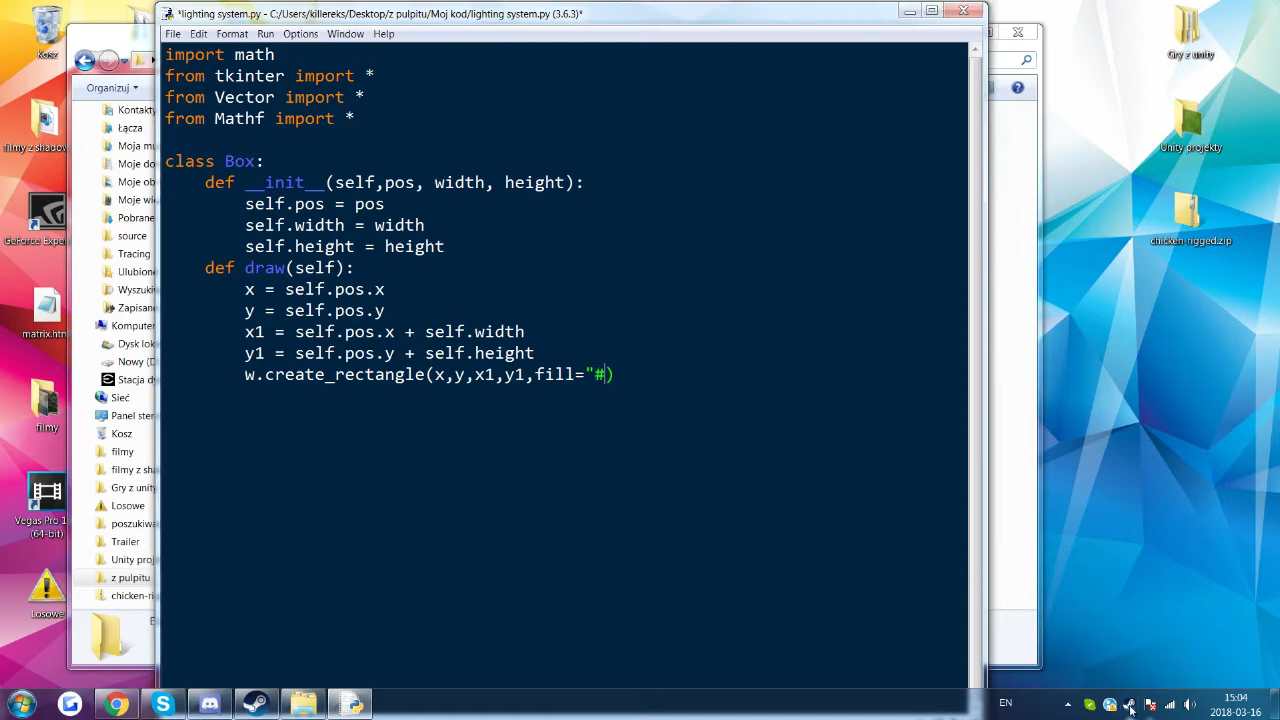 *lighting system.py - C:/Users/killereks/Desktop/z pulpitu/Moj kod/lighting system.py (3.6.3)*
File Edit Format Run Options Window Help
import math
from tkinter import *
from Vector import *
from Mathf import *
class Box:
def __init__(self,pos, width, height):
self.pos = pos
self.width = width
self.height = height
def draw(self):
x = self.pos.x
y = self.pos.y
x1 = self.pos.x + self.width
y1 = self.pos.y + self.height
w.create_rectangle(x,y,x1,y1,fill="#)
Kosz
filmy z shadow
GeForce Exper
matrix.htm
filmy
Vegas Pro 1
(64-bit)
Losowe
Organizuj
Kontakty
Łącza
Moja mu
Moje do
Moje ob
Moje wi
Pobrane
source
Tracing
Ulubione
Wyszuki
Zapisane
Komputer
Dysk lok
Nowy (D
Stacja dy
Sieć
Panel ster
Kosz
filmy
filmy z sha
Gry z unity
Losowe
poszukiwa
Trailer
Unity proj
z pulpitu
chicken-ri
Gry z unity
Unity projekty
chicken-rigged.zip
EN
15:04
2018-03-16